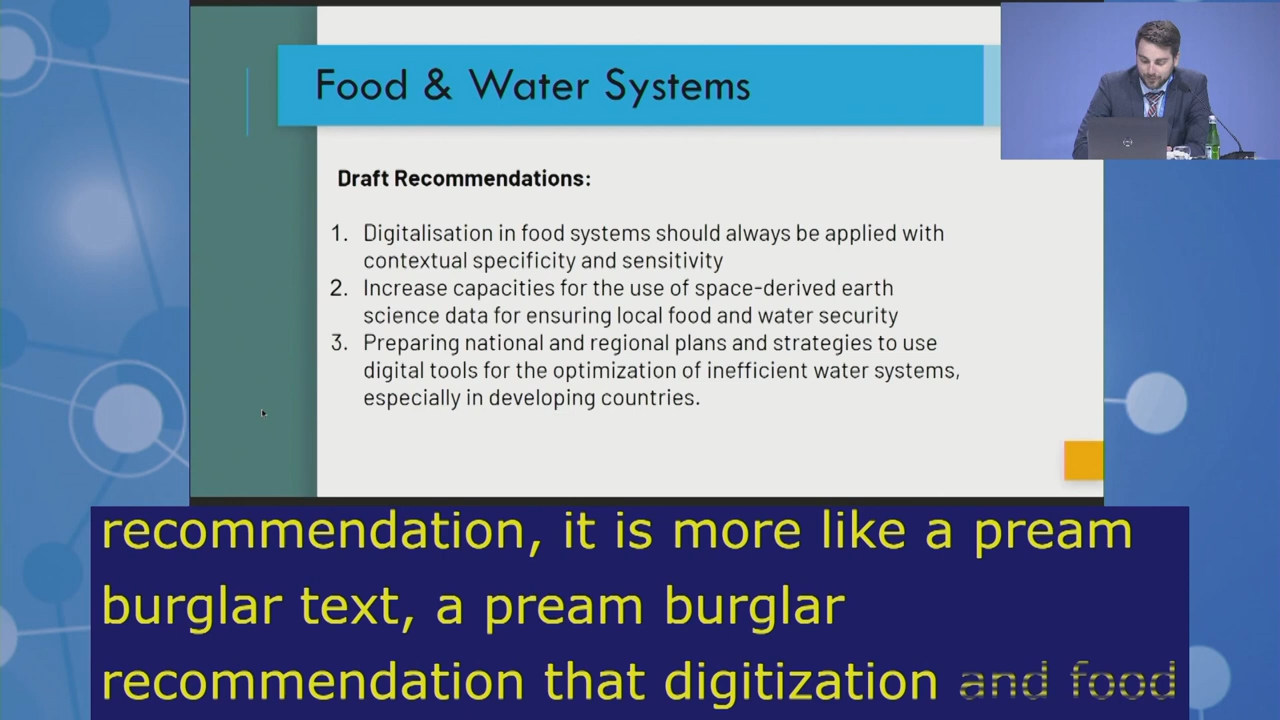 Food & Water Systems
Draft Recommendations:
1. Digitalisation in food systems should always be applied with
contextual specificity and sensitivity
2. Increase capacities for the use of space-derived earth
science data for ensuring local food and water security
3. Preparing national and regional plans and strategies to use
digital tools for the optimization of inefficient water systems,
especially in developing countries.
recommendation, it is more like a pream
burglar text, a pream burglar
recommendation that digitization and food